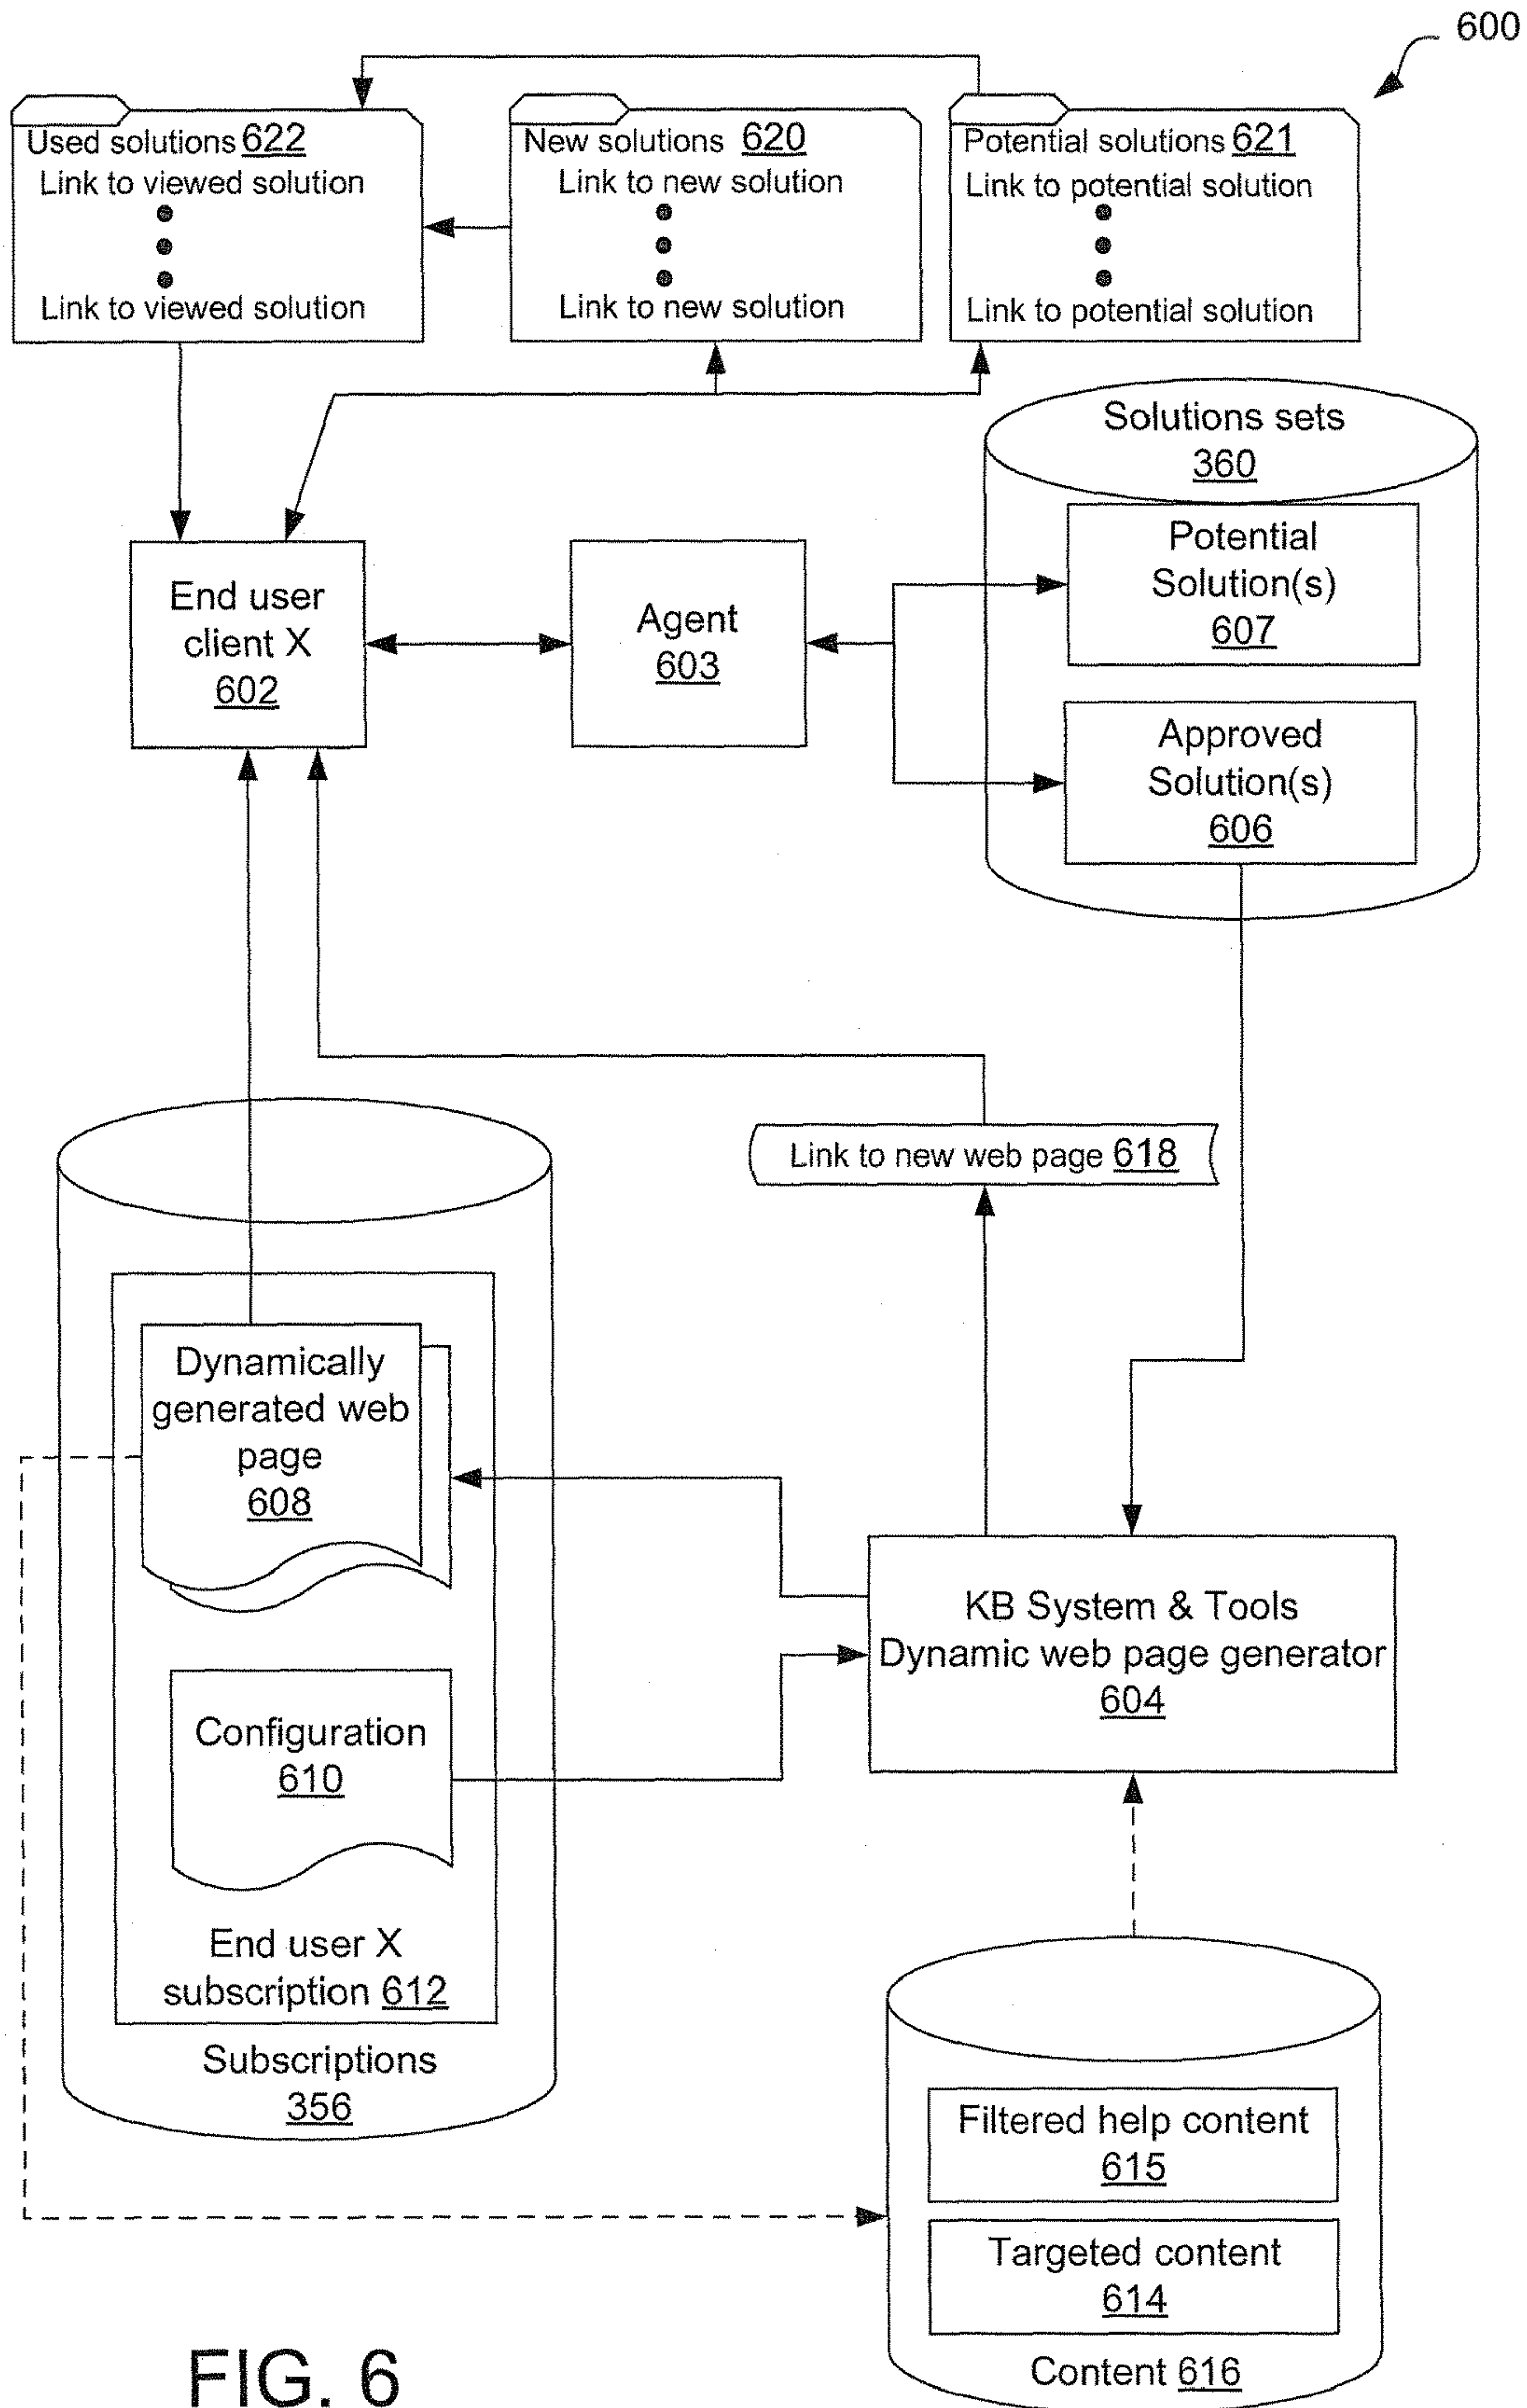 600
Used solutions 622
Link to viewed solution
Link to viewed solution
New solutions 620
Link to new solution
Link to new solution
Potential solutions 621
Link to potential solution
Link to potential solution
Solutions sets
360
Potential
Solution(s)
607
Approved
Solution(s)
606
End user
client X
602
Agent
603
Link to new web page 618
Dynamically
generated web
page
608
Configuration
610
End user X
subscription 612
Subscriptions
356
KB System & Tools
Dynamic web page generator
604
Filtered help content
615
Targeted content
614
Content 616
FIG. 6